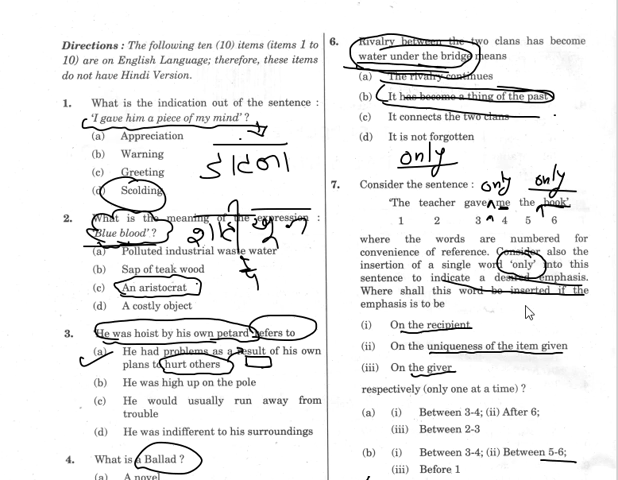 Directions : The following ten (10) items (items 1 to
10) are on English Language; therefore, these items
do not have Hindi Version.
1. What is the indication out of the sentence :
'I gave him a piece of my mind' ?
(a) Appreciation
(b) Warning
(c) Greeting
(d) Scolding
2. What is the meaning of the expression :
'Blue blood' ?
(a) Polluted industrial waste water
(b) Sap of teak wood
(c) An aristocrat
(d) A costly object
3. He was hoist by his own petard refers to
(a) He had problems as a result of his own
plans to hurt others
(b) He was high up on the pole
(c) He would usually run away from
trouble
(d) He was indifferent to his surroundings
4. What is a Ballad ?
(a) A novel
6. Rivalry between the two clans has become
water under the bridge means
(a) The rivalry continues
(b) It has become a thing of the past
(c) It connects the two clans
(d) It is not forgotten
only
7. Consider the sentence :
only only
'The teacher gave me the book'.
1 2 3 4 5 6
where the words are numbered for
convenience of reference. Consider also the
insertion of a single word 'only' into this
sentence to indicate a desired emphasis.
Where shall this word be inserted if the
emphasis is to be
(i) On the recipient
(ii) On the uniqueness of the item given
(iii) On the giver
respectively (only one at a time) ?
(a) (i) Between 3-4; (ii) After 6;
(iii) Between 2-3
(b) (i) Between 3-4; (ii) Between 5-6;
(iii) Before 1